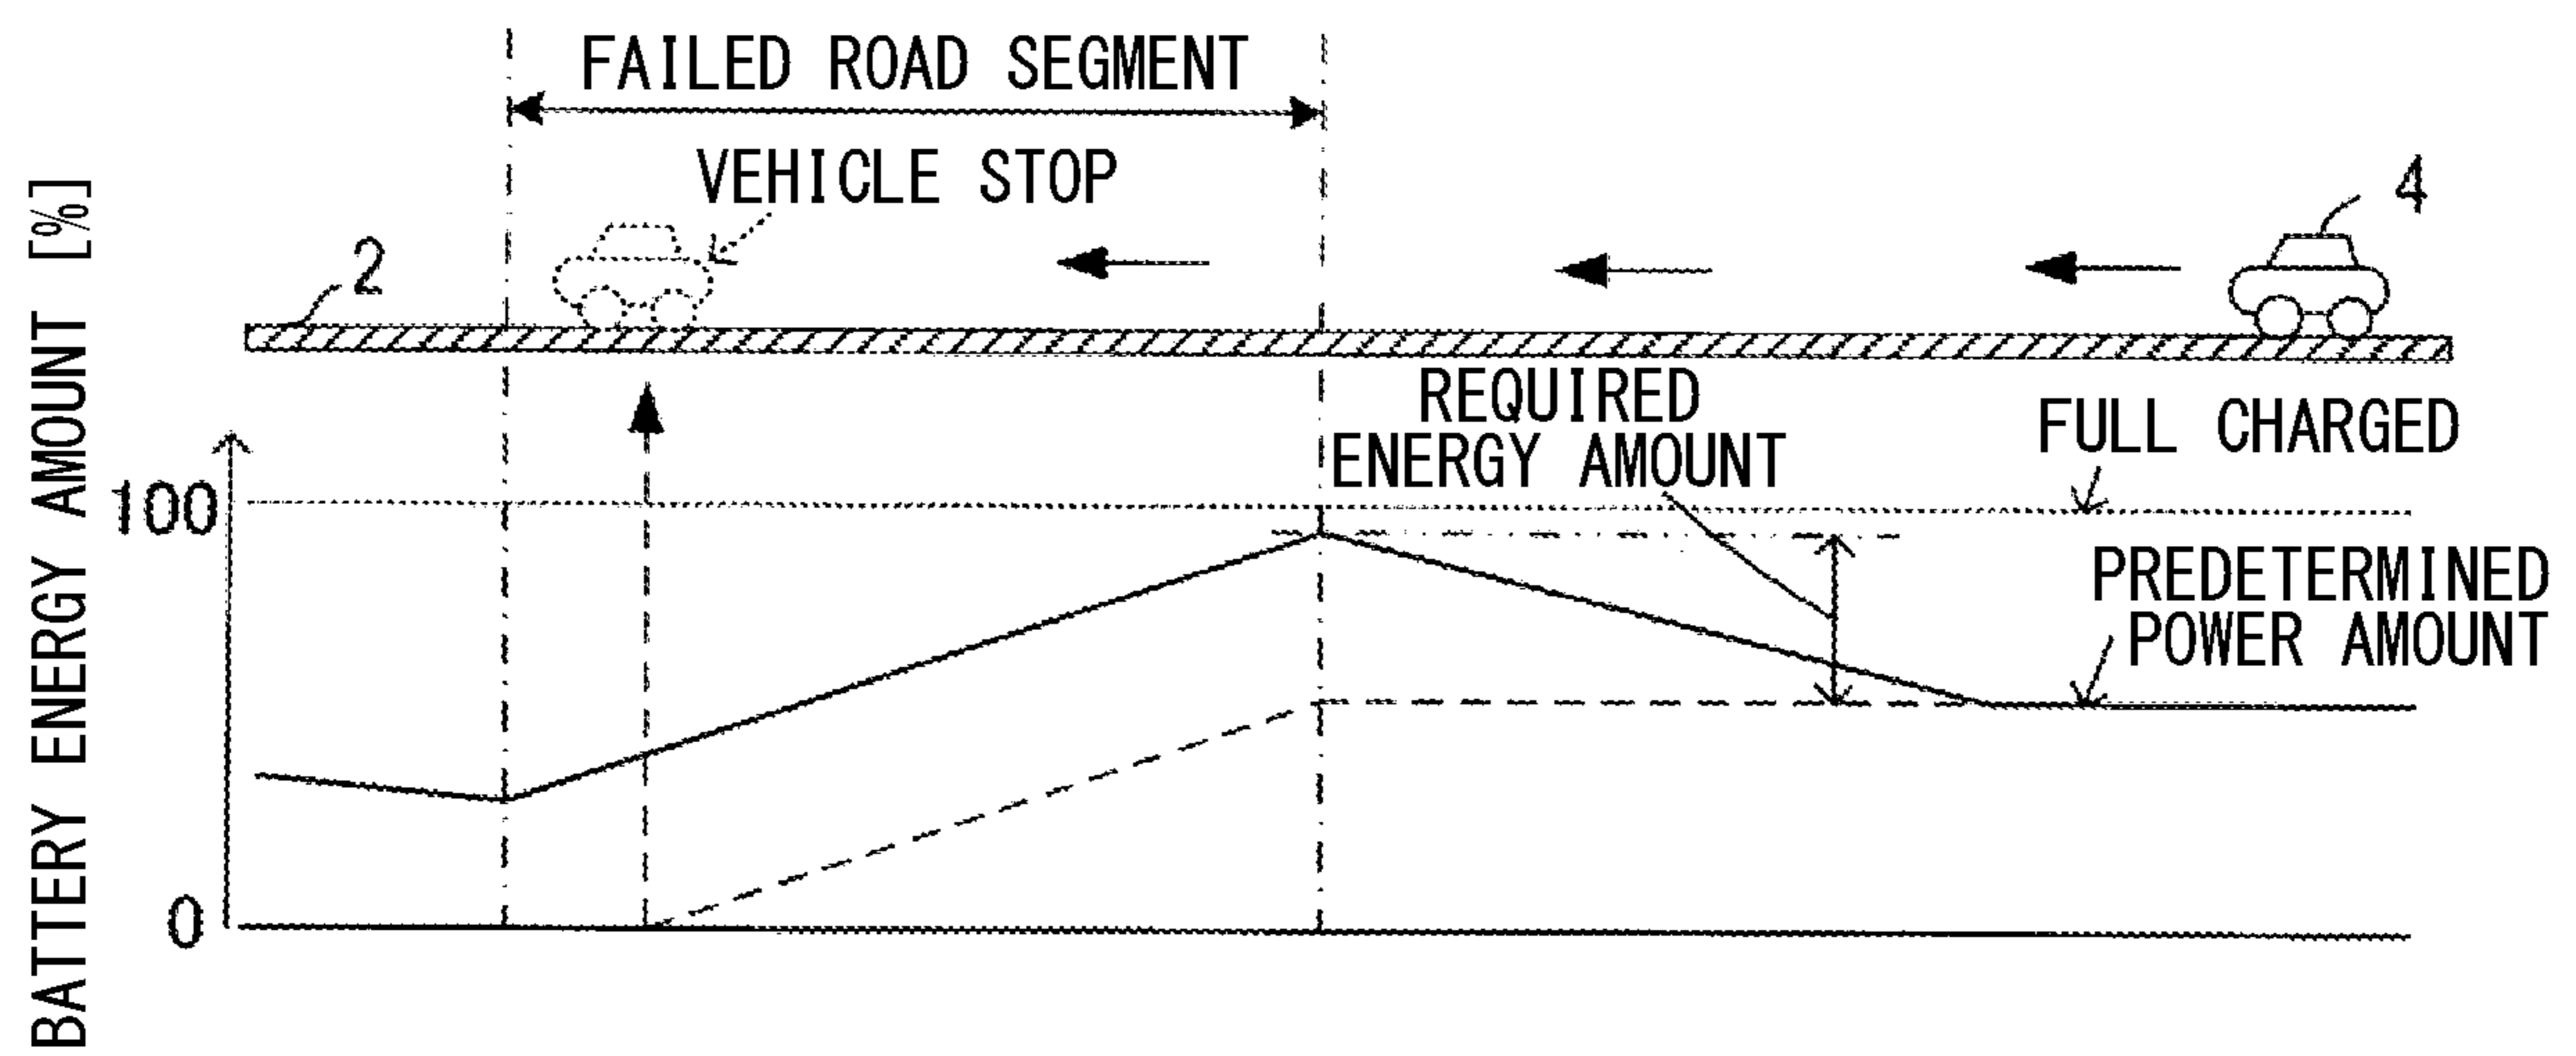 FAILED ROAD SEGMENT
VEHICLE STOP
4
2
REQUIRED
ENERGY AMOUNT
FULL CHARGED
100
PREDETERMINED
POWER AMOUNT
0
BATTERY ENERGY AMOUNT [%]